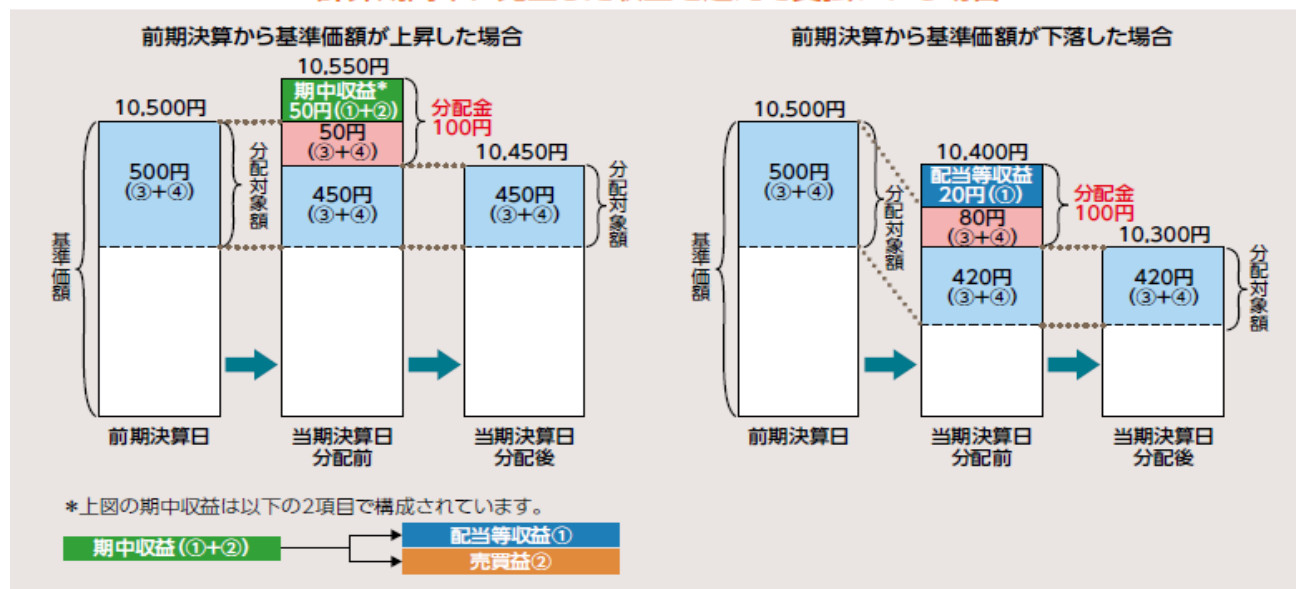 前期決算から基準価額が上昇した場合
10,500円
500円
(③+④)
分配対象額
基準価額
前期決算日
10,550円
期中収益*
50円(①+②)
50円
(③+④)
450円
(③+④)
分配金
100円
当期決算日
分配前
10,450円
450円
(③+④)
分配対象額
当期決算日
分配後
前期決算から基準価額が下落した場合
10,500円
500円
(③+④)
分配対象額
基準価額
前期決算日
10,400円
配当等収益
20円(①)
80円
(③+④)
420円
(③+④)
分配金
100円
当期決算日
分配前
10,300円
420円
(③+④)
分配対象額
当期決算日
分配後
*上図の期中収益は以下の2項目で構成されています。
期中収益(①+②)
配当等収益①
売買益②